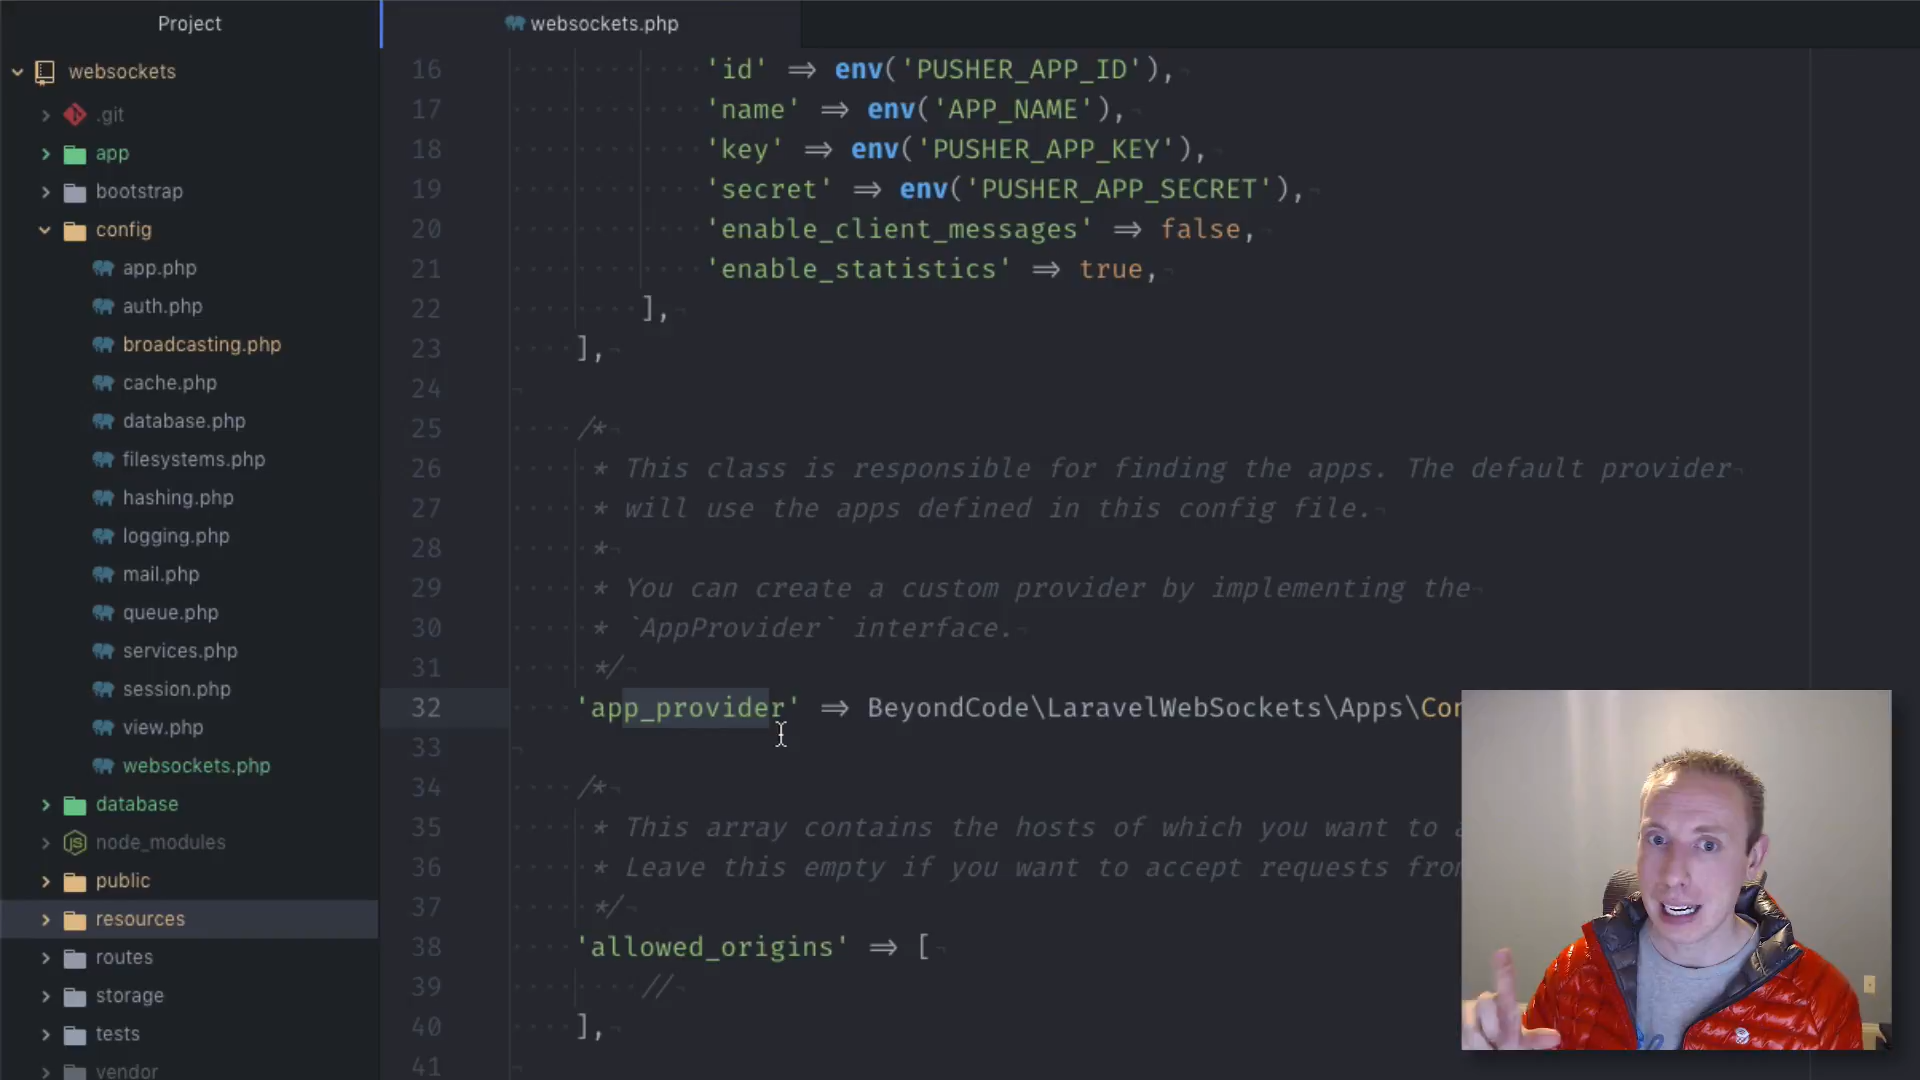 Project
websockets
.git
app
bootstrap
config
app.php
auth.php
broadcasting.php
cache.php
database.php
filesystems.php
hashing.php
logging.php
mail.php
queue.php
services.php
session.php
view.php
websockets.php
database
node_modules
public
resources
routes
storage
tests
vendor
websockets.php
16 'id' => env('PUSHER_APP_ID'),
17 'name' => env('APP_NAME'),
18 'key' => env('PUSHER_APP_KEY'),
19 'secret' => env('PUSHER_APP_SECRET'),
20 'enable_client_messages' => false,
21 'enable_statistics' => true,
22 ],
23 ],
24
25 /*
26 * This class is responsible for finding the apps. The default provider
27 * will use the apps defined in this config file.
28 *
29 * You can create a custom provider by implementing the
30 * `AppProvider` interface.
31 */
32 'app_provider' => BeyondCode\LaravelWebSockets\Apps\Con
33
34 /*
35 * This array contains the hosts of which you want to
36 * Leave this empty if you want to accept requests from
37 */
38 'allowed_origins' => [
39 //
40 ],
41